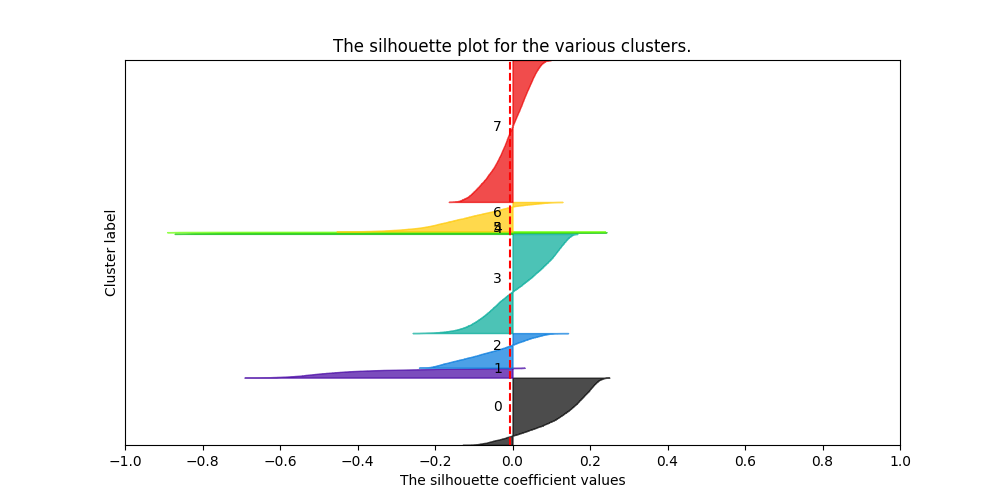 The silhouette plot for the various clusters.
7
6
4
3
2
1
0
Cluster label
−1.0 −0.8 −0.6 −0.4 −0.2 0.0 0.2 0.4 0.6 0.8 1.0
The silhouette coefficient values